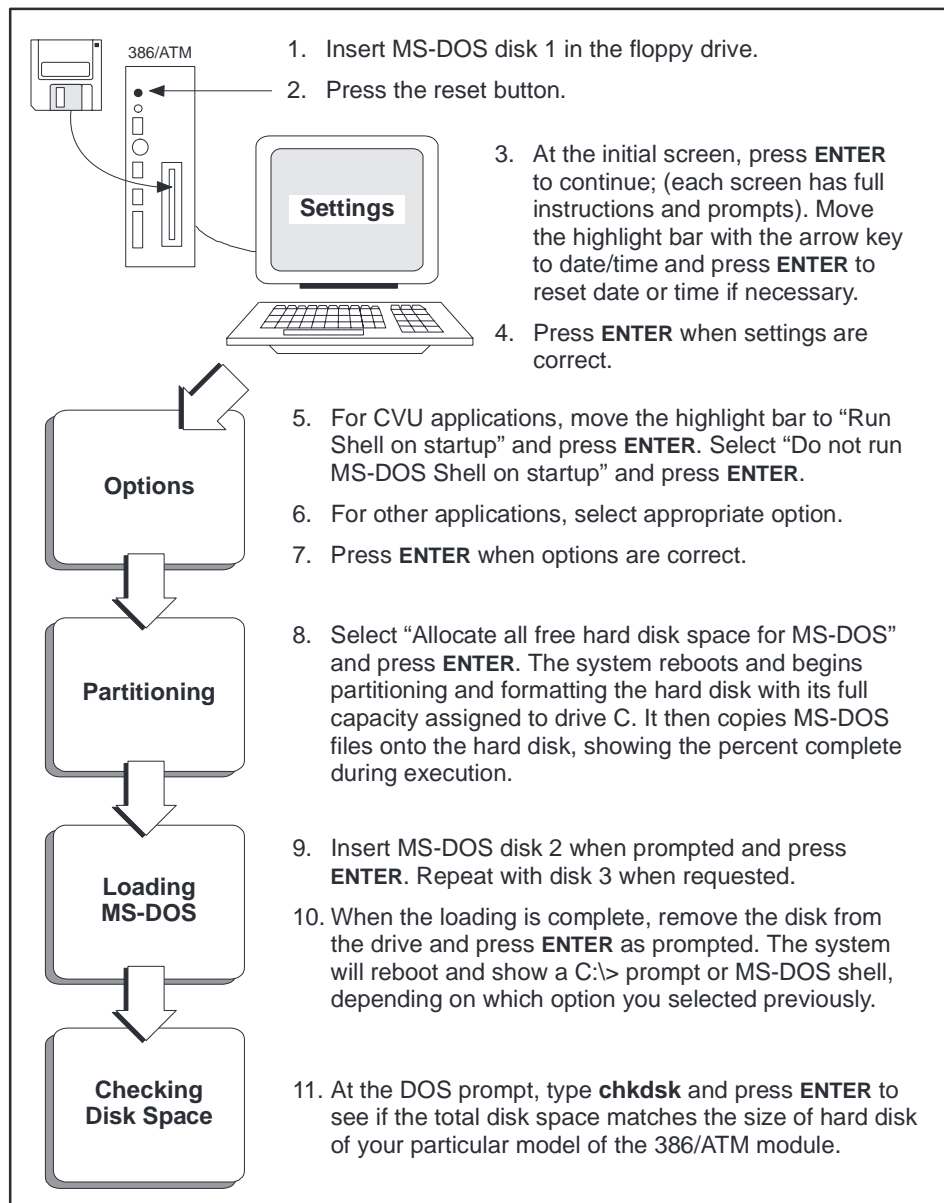 386/ATM
1. Insert MS-DOS disk 1 in the floppy drive.
2. Press the reset button.
Settings
3. At the initial screen, press ENTER
to continue; (each screen has full
instructions and prompts). Move
the highlight bar with the arrow key
to date/time and press ENTER to
reset date or time if necessary.
4. Press ENTER when settings are
correct.
Options
5. For CVU applications, move the highlight bar to “Run
Shell on startup” and press ENTER. Select “Do not run
MS-DOS Shell on startup” and press ENTER.
6. For other applications, select appropriate option.
7. Press ENTER when options are correct.
Partitioning
8. Select “Allocate all free hard disk space for MS-DOS”
and press ENTER. The system reboots and begins
partitioning and formatting the hard disk with its full
capacity assigned to drive C. It then copies MS-DOS
files onto the hard disk, showing the percent complete
during execution.
Loading
MS-DOS
9. Insert MS-DOS disk 2 when prompted and press
ENTER. Repeat with disk 3 when requested.
10. When the loading is complete, remove the disk from
the drive and press ENTER as prompted. The system
will reboot and show a C:\> prompt or MS-DOS shell,
depending on which option you selected previously.
Checking
Disk Space
11. At the DOS prompt, type chkdsk and press ENTER to
see if the total disk space matches the size of hard disk
of your particular model of the 386/ATM module.